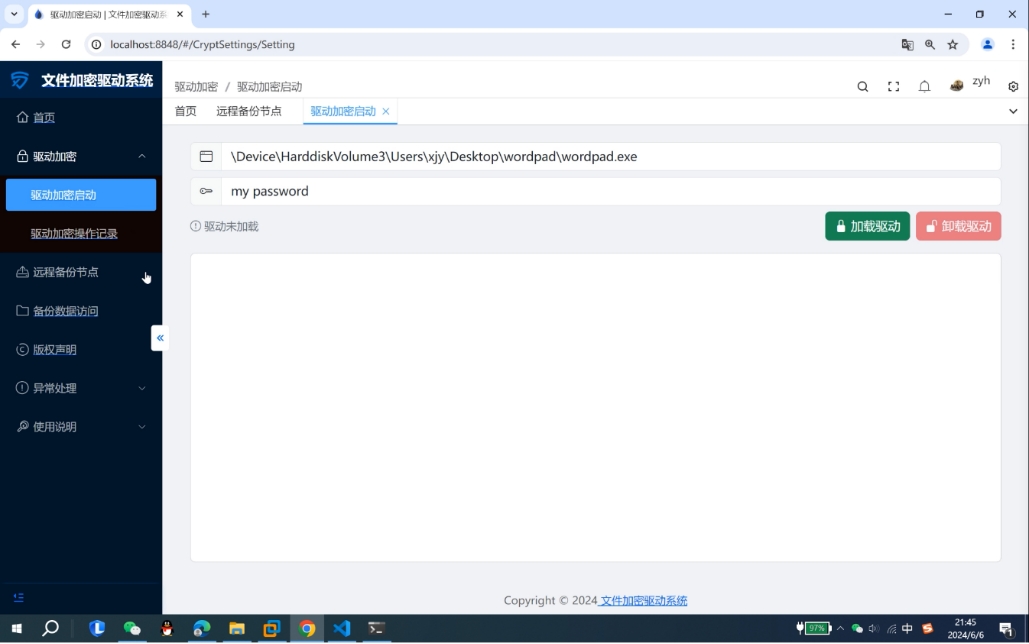 驱动加密启动 | 文件加密驱动系
localhost:8848/#/CryptSettings/Setting
文件加密驱动系统
驱动加密 / 驱动加密启动
zyh
首页
远程备份节点
驱动加密启动
首页
驱动加密
驱动加密启动
驱动加密操作记录
远程备份节点
备份数据访问
版权声明
异常处理
使用说明
\Device\HarddiskVolume3\Users\xjy\Desktop\wordpad\wordpad.exe
my password
驱动未加载
加载驱动
卸载驱动
Copyright © 2024 文件加密驱动系统
97%
中
21:45
2024/6/6